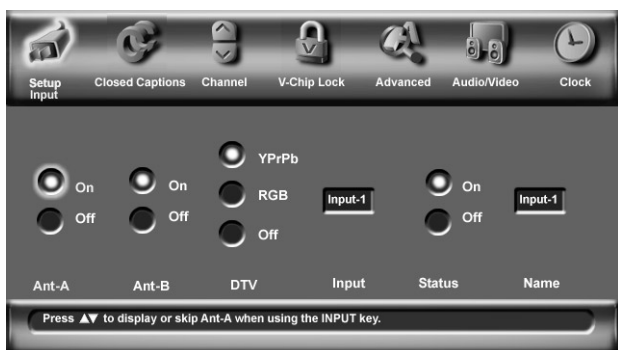 Setup Closed Captions Channel V-Chip Lock Advanced Audio/Video Clock
Input
YPrPb
On On RGB Input-1 On Input-1
Off Off Off Off
Ant-A Ant-B DTV Input Status Name
Press ▲▼ to display or skip Ant-A when using the INPUT key.